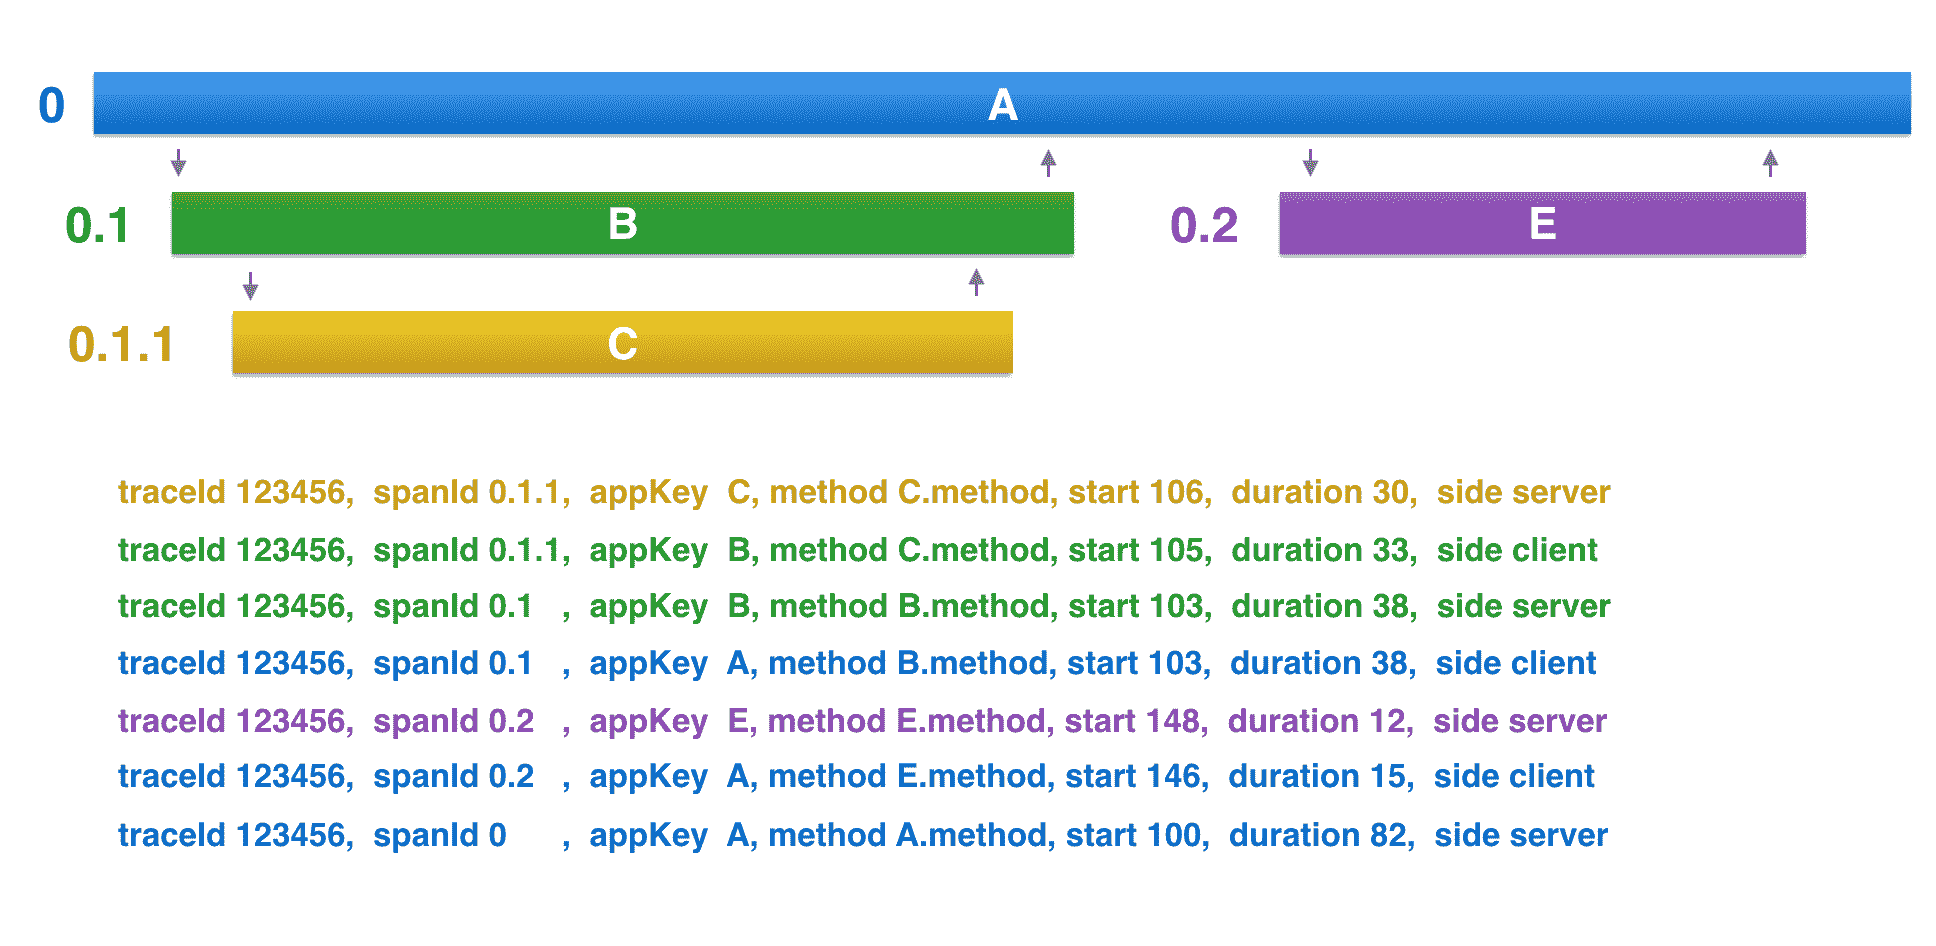 0 A
0.1 B 0.2 E
0.1.1 C
traceId 123456, spanId 0.1.1, appKey C, method C.method, start 106, duration 30, side server
traceId 123456, spanId 0.1.1, appKey B, method C.method, start 105, duration 33, side client
traceId 123456, spanId 0.1 , appKey B, method B.method, start 103, duration 38, side server
traceId 123456, spanId 0.1 , appKey A, method B.method, start 103, duration 38, side client
traceId 123456, spanId 0.2 , appKey E, method E.method, start 148, duration 12, side server
traceId 123456, spanId 0.2 , appKey A, method E.method, start 146, duration 15, side client
traceId 123456, spanId 0 , appKey A, method A.method, start 100, duration 82, side server